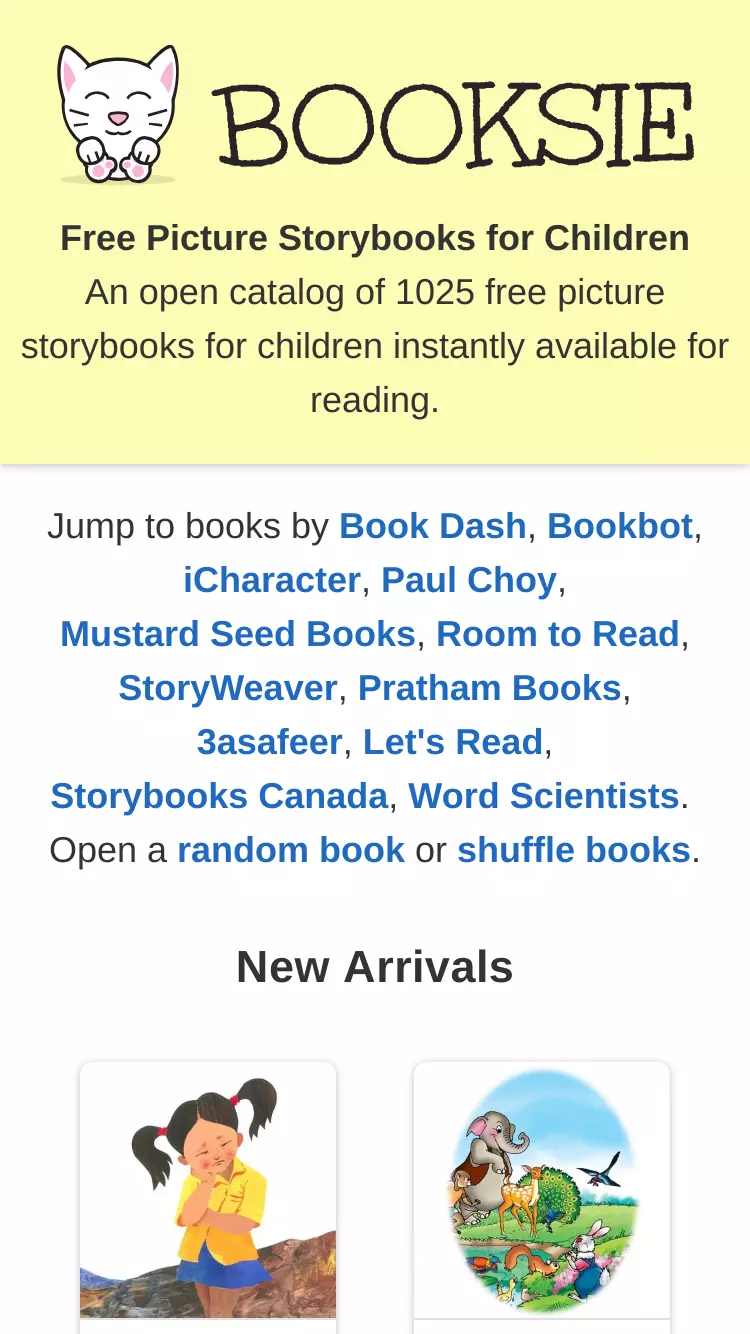 BOOKSIE
Free Picture Storybooks for Children
An open catalog of 1025 free picture
storybooks for children instantly available for
reading.
Jump to books by Book Dash, Bookbot,
iCharacter, Paul Choy,
Mustard Seed Books, Room to Read,
StoryWeaver, Pratham Books,
3asafeer, Let's Read,
Storybooks Canada, Word Scientists.
Open a random book or shuffle books.
New Arrivals